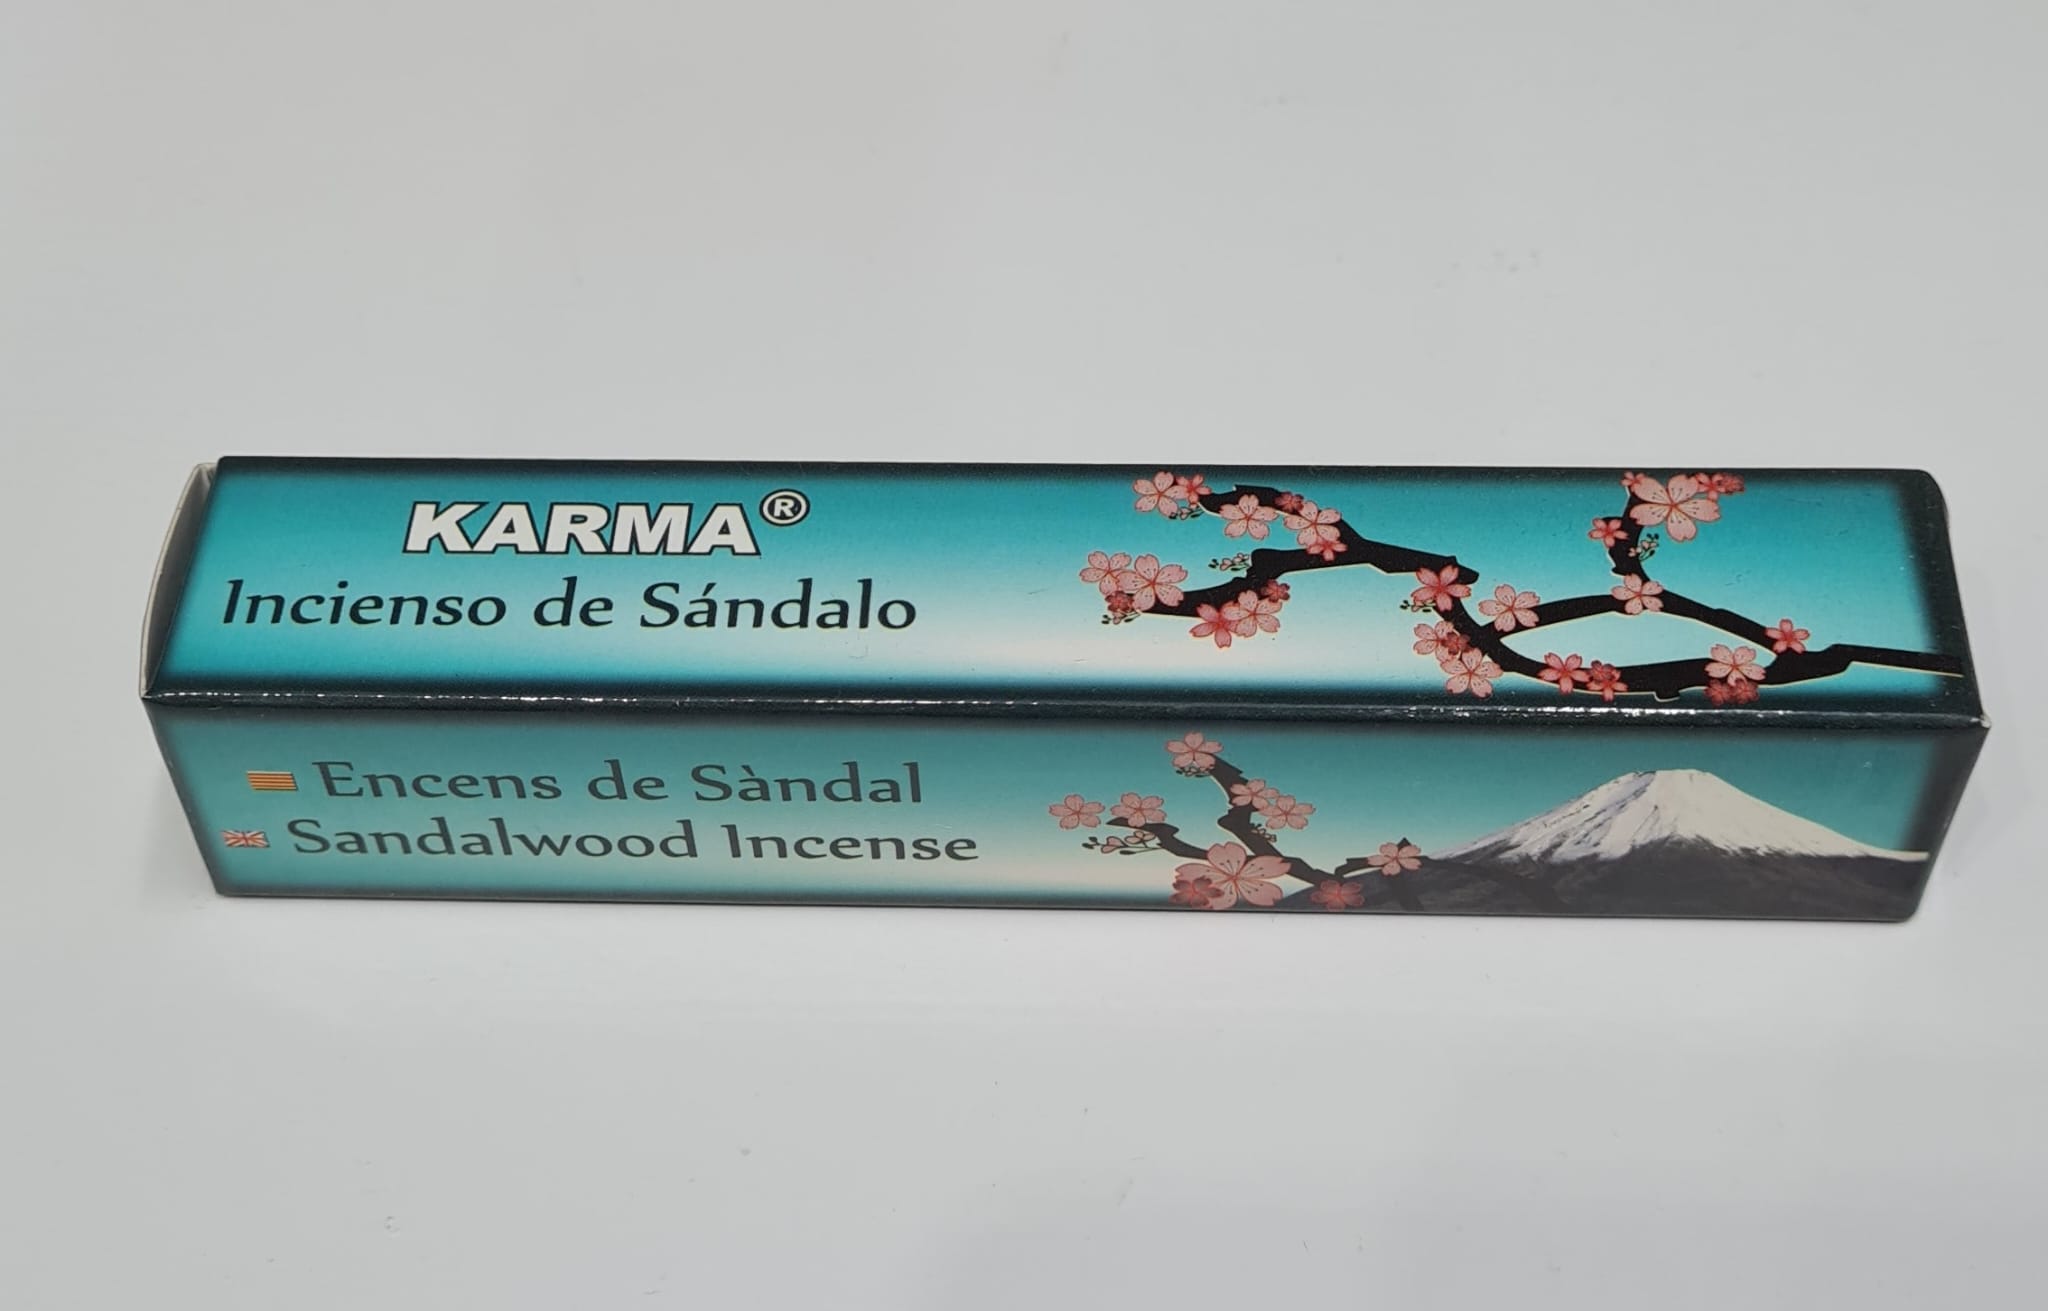 KARMA®
Incienso de Sándalo
Encens de Sàndal
Sandalwood Incense